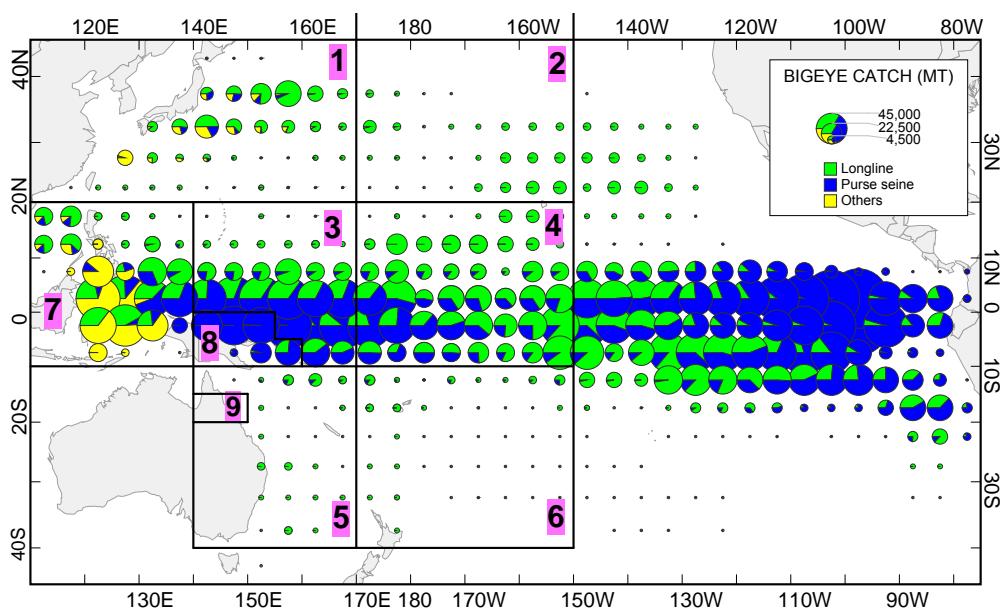 120E 140E 160E 180 160W 140W 120W 100W 80W
40N
1
2
BIGEYE CATCH (MT)
45,000
22,500
4,500
Longline
Purse seine
Others
30N
20N
3
4
10N
7
0
8
10S
9
20S
5
6
30S
40S
130E 150E 170E 180 170W 150W 130W 110W 90W